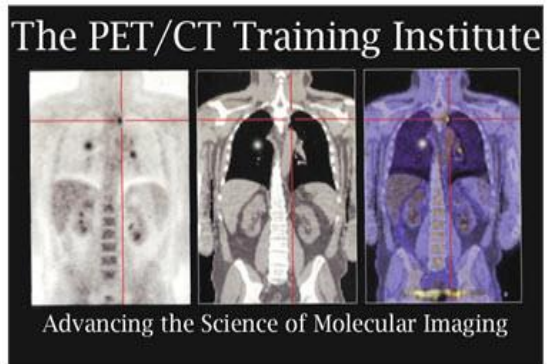 The PET/CT Training Institute
Advancing the Science of Molecular Imaging